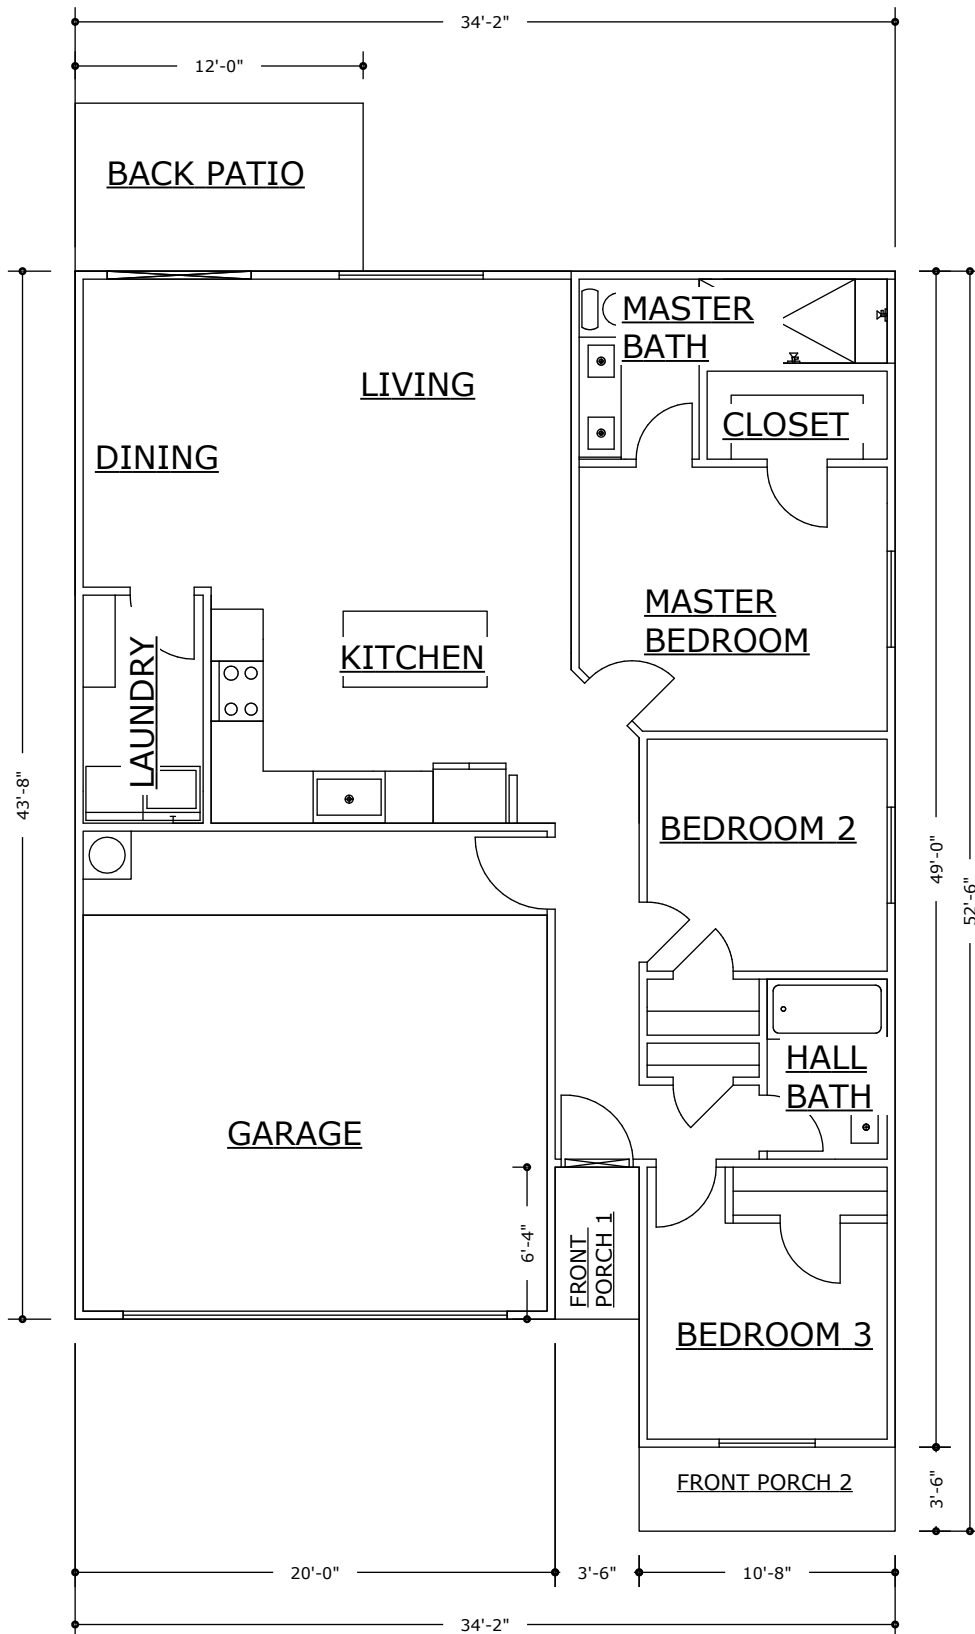 34'-2"
12'-0"
BACK PATIO
MASTER
BATH
LIVING
CLOSET
DINING
MASTER
BEDROOM
KITCHEN
LAUNDRY
43'-8"
BEDROOM 2
49'-0"
52'-6"
HALL
BATH
GARAGE
6'-4"
FRONT
PORCH 1
BEDROOM 3
FRONT PORCH 2
3'-6"
20'-0"
3'-6"
10'-8"
34'-2"